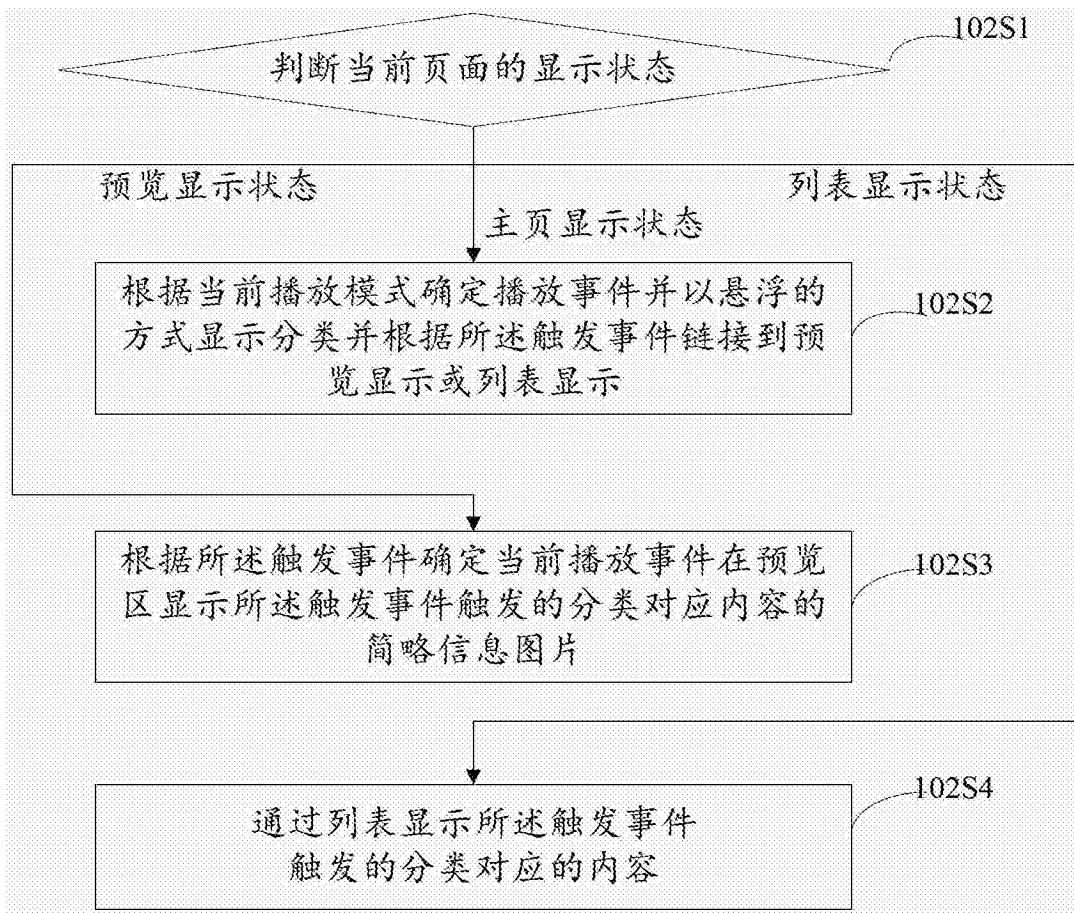 102S1
判断当前页面的显示状态
预览显示状态
列表显示状态
主页显示状态
根据当前播放模式确定播放事件并以悬浮的
方式显示分类并根据所述触发事件链接到预
览显示或列表显示
102S2
根据所述触发事件确定当前播放事件在预览
区显示所述触发事件触发的分类对应内容的
简略信息图片
102S3
通过列表显示所述触发事件
触发的分类对应的内容
102S4